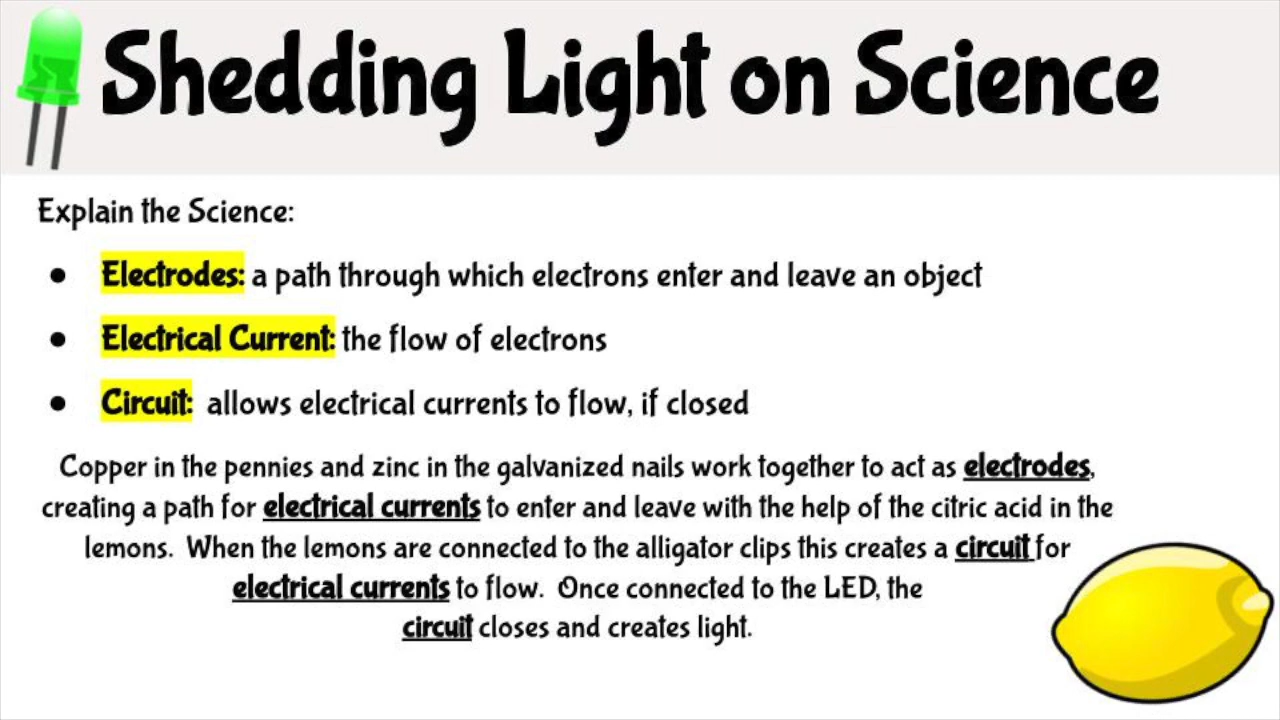 Shedding Light on Science
Explain the Science:
● Electrodes: a path through which electrons enter and leave an object
● Electrical Current: the flow of electrons
● Circuit: allows electrical currents to flow, if closed
Copper in the pennies and zinc in the galvanized nails work together to act as electrodes,
creating a path for electrical currents to enter and leave with the help of the citric acid in the
lemons. When the lemons are connected to the alligator clips this creates a circuit for
electrical currents to flow. Once connected to the LED, the
circuit closes and creates light.